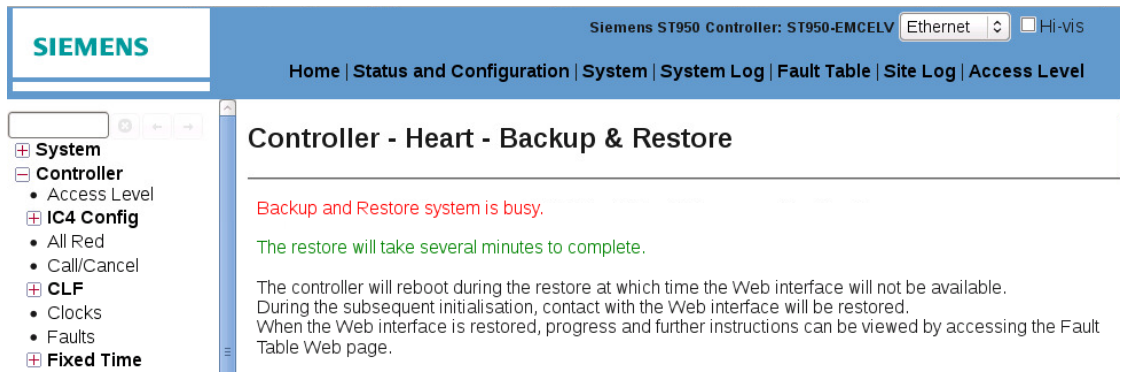 SIEMENS
Siemens ST950 Controller: ST950-EMCELV Ethernet Hi-vis
Home | Status and Configuration | System | System Log | Fault Table | Site Log | Access Level
System
Controller
Access Level
IC4 Config
All Red
Call/Cancel
CLF
Clocks
Faults
Fixed Time
Controller - Heart - Backup & Restore
Backup and Restore system is busy.
The restore will take several minutes to complete.
The controller will reboot during the restore at which time the Web interface will not be available.
During the subsequent initialisation, contact with the Web interface will be restored.
When the Web interface is restored, progress and further instructions can be viewed by accessing the Fault
Table Web page.